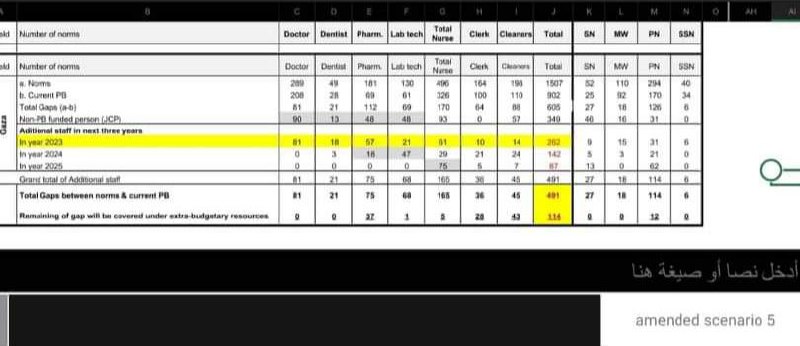 B C D E F G H I J K L M N O AH AI
Number of norms Doctor Dentist Pharm. Lab tech Total Nurse Clerk Cleaners Total SN MW PN SSN
Number of norms Doctor Dentist Pharm. Lab tech Total Nurse Clerk Cleaners Total SN MW PN SSN
a. Norms 289 49 181 130 496 164 198 1507 52 110 294 40
b. Current PB 208 28 69 61 326 100 110 902 25 92 170 34
Total Gaps (a-b) 81 21 112 69 170 64 88 605 27 18 126 6
Non-PB funded person (JCP) 90 13 48 48 93 0 57 349 46 16 31 0
Gaza
Aditional staff in next three years
In year 2023 81 18 57 21 61 10 14 262 9 15 31 6
In year 2024 0 3 18 47 29 21 24 142 5 3 21 0
In year 2025 0 0 0 0 75 5 7 87 13 0 62 0
Grand total of Additional staff 81 21 75 68 165 36 45 491 27 18 114 6
Total Gaps between norms & current PB 81 21 75 68 165 36 45 491 27 18 114 6
Remaining of gap will be covered under extra-budgetary resources 0 0 37 1 5 28 43 114 0 0 12 0
أدخل نصا أو صيغة هنا
amended scenario 5